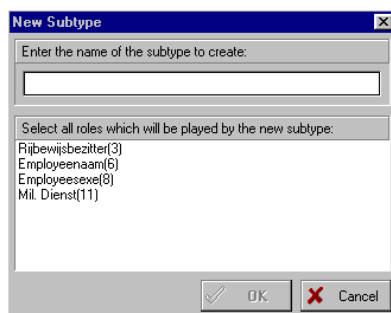 New Subtype
Enter the name of the subtype to create:
Select all roles which will be played by the new subtype:
Rijbewijsbezitter(3)
Employeenaam(6)
Employeesexe(8)
Mil. Dienst(11)
OK
Cancel